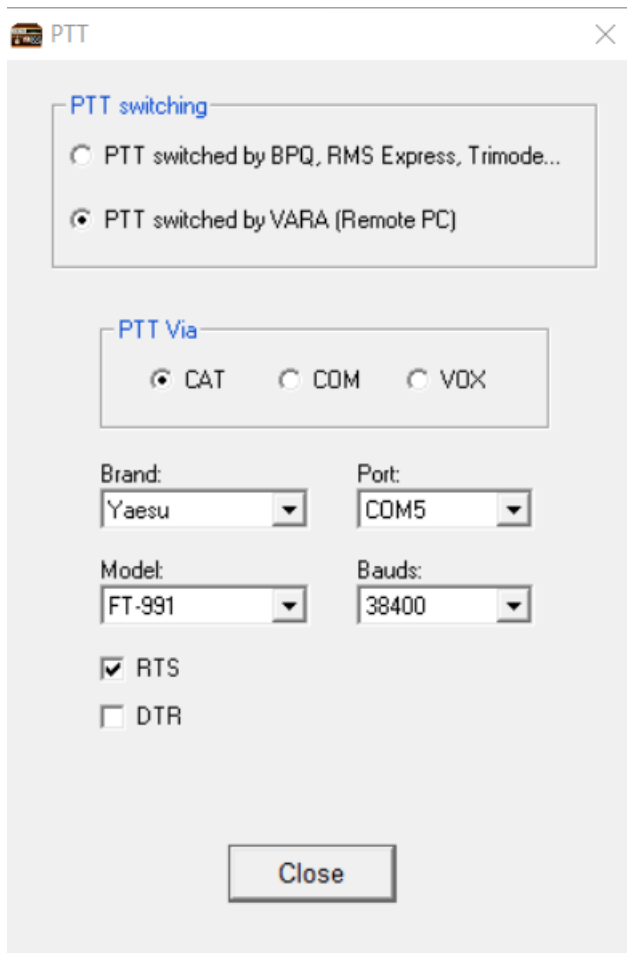 PTT
PTT switching
PTT switched by BPQ, RMS Express, Trimode...
PTT switched by VARA (Remote PC)
PTT Via
CAT COM VOX
Brand: Port:
Yaesu COM5
Model: Bauds:
FT-991 38400
RTS
DTR
Close